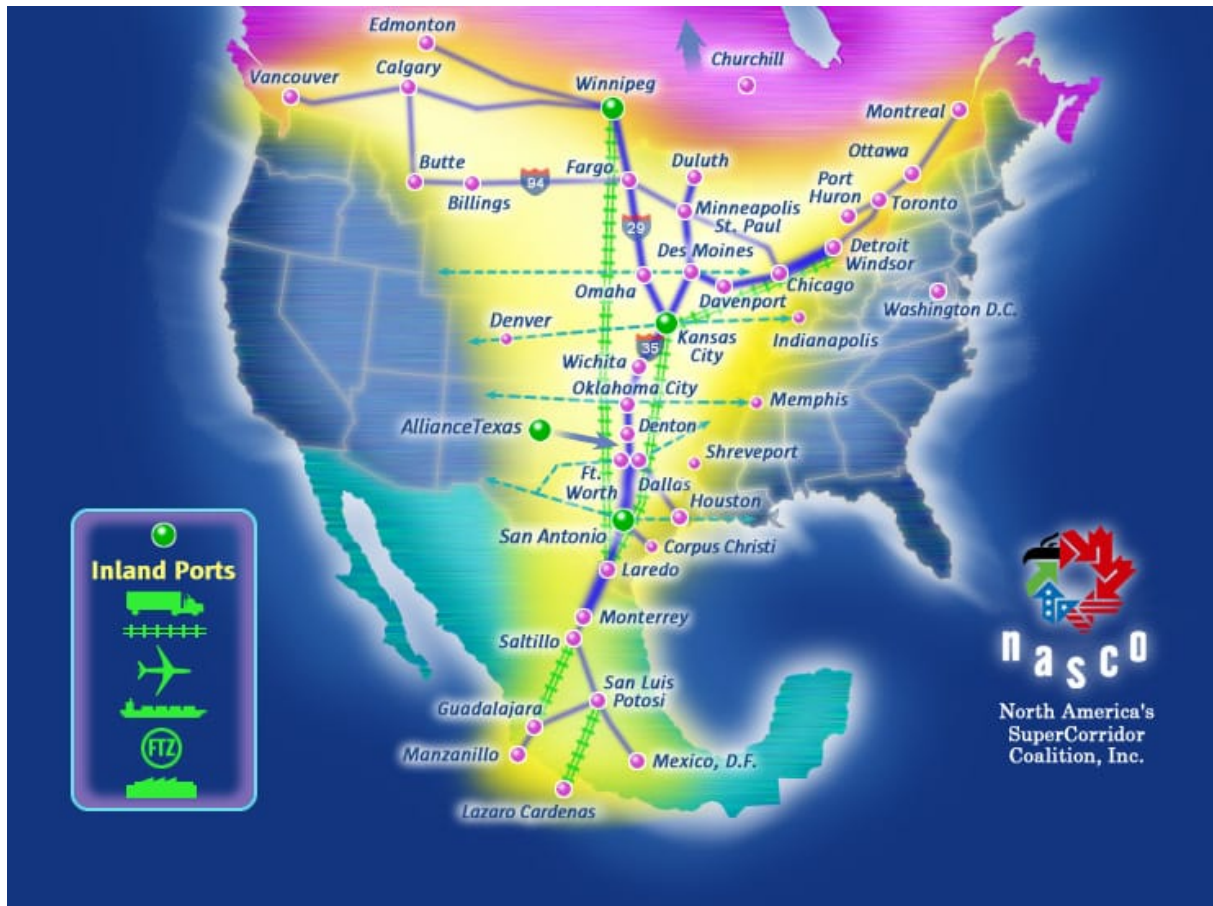 Edmonton
Churchill
Calgary
Vancouver
Winnipeg
Montreal
Ottawa
Butte
Fargo
Duluth
Port
Huron
94
Billings
Toronto
Minneapolis
St. Paul
29
Des Moines
Detroit
Windsor
Omaha
Chicago
Davenport
Washington D.C.
Denver
Kansas
City
Indianapolis
35
Wichita
Oklahoma City
Memphis
AllianceTexas
Denton
Shreveport
Ft.
Worth
Dallas
Houston
San Antonio
Corpus Christi
Laredo
Inland Ports
FTZ
Monterrey
Saltillo
San Luis
Potosi
Guadalajara
Manzanillo
Mexico, D.F.
Lazaro Cardenas
nasco
North America's
SuperCorridor
Coalition, Inc.